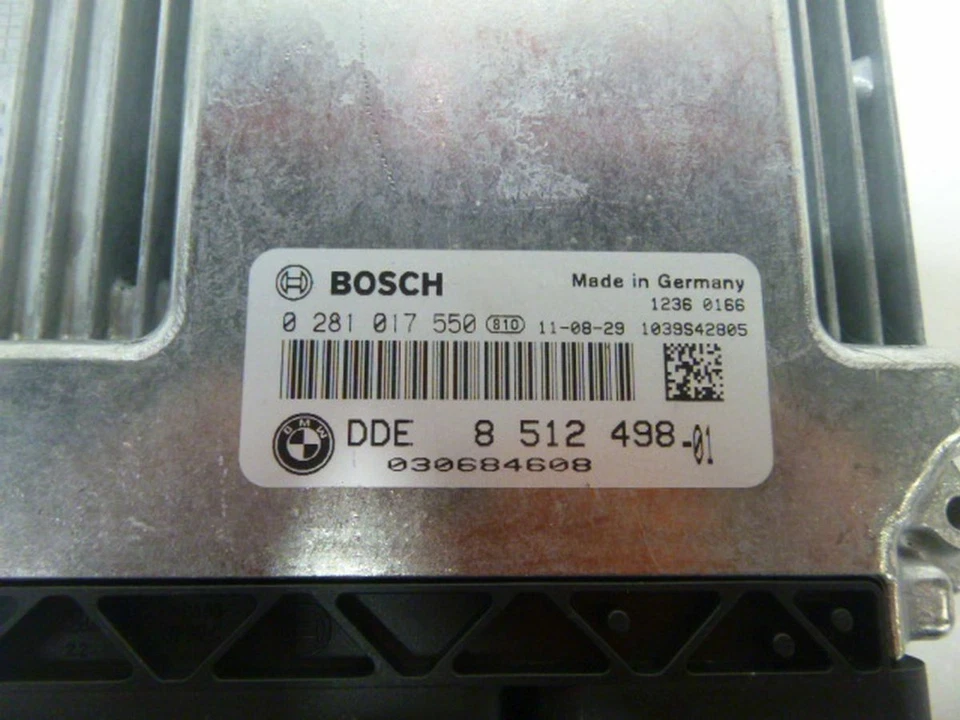 BOSCH Made in Germany
1236 0166
0 281 017 550 810 11-08-29 1039S42805
BMW DDE 8 512 498-01
030684608